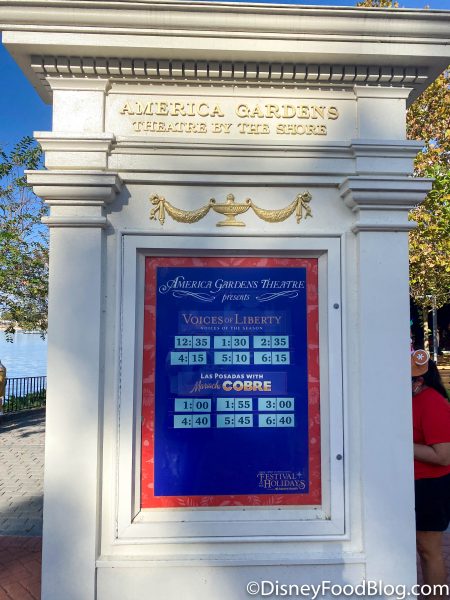 AMERICA GARDENS
THEATRE BY THE SHORE
AMERICA GARDENS THEATRE
presents
VOICES OF LIBERTY
VOICES OF THE SEASON
12:35 1:30 2:35
4:15 5:10 6:15
LAS POSADAS WITH
Mariachi COBRE
1:00 1:55 3:00
4:40 5:45 6:40
FESTIVAL
OF THE HOLIDAYS
©DisneyFoodBlog.com